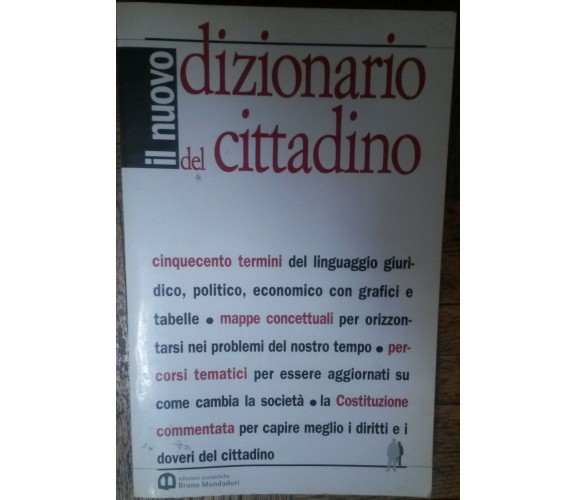 il nuovo
dizionario
del cittadino
cinquecento termini del linguaggio giuri-
dico, politico, economico con grafici e
tabelle • mappe concettuali per orizzon-
tarsi nei problemi del nostro tempo • per-
corsi tematici per essere aggiornati su
come cambia la società • la Costituzione
commentata per capire meglio i diritti e i
doveri del cittadino
edizioni scolastiche
Bruno Mondadori